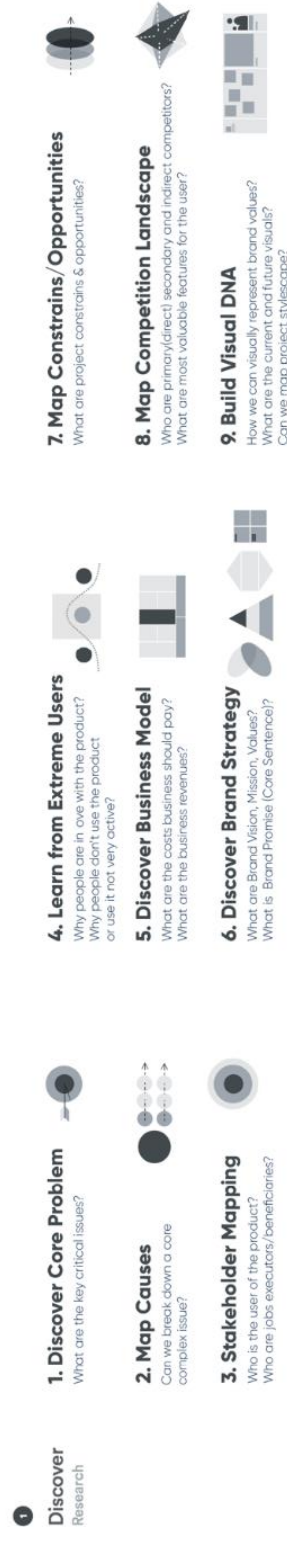 1
Discover
Research
1. Discover Core Problem
What are the key critical issues?
2. Map Causes
Can we break down a core
complex issue?
3. Stakeholder Mapping
Who is the user of the product?
Who are jobs executors/beneficiaries?
4. Learn from Extreme Users
Why people are in ove with the product?
Why people don't use the product
or use it not very active?
5. Discover Business Model
What are the costs business should pay?
What are the business revenues?
6. Discover Brand Strategy
What are Brand Vision, Mission, Values?
What is Brand Promise (Core Sentence)?
7. Map Constrains/Opportunities
What are project constrains & opportunities?
8. Map Competition Landscape
Who are primary(direct) secondary and indirect competitors?
What are most valuable features for the user?
9. Build Visual DNA
How we can visually represent brand values?
What are the current and future visuals?
Can we map project stylescape?